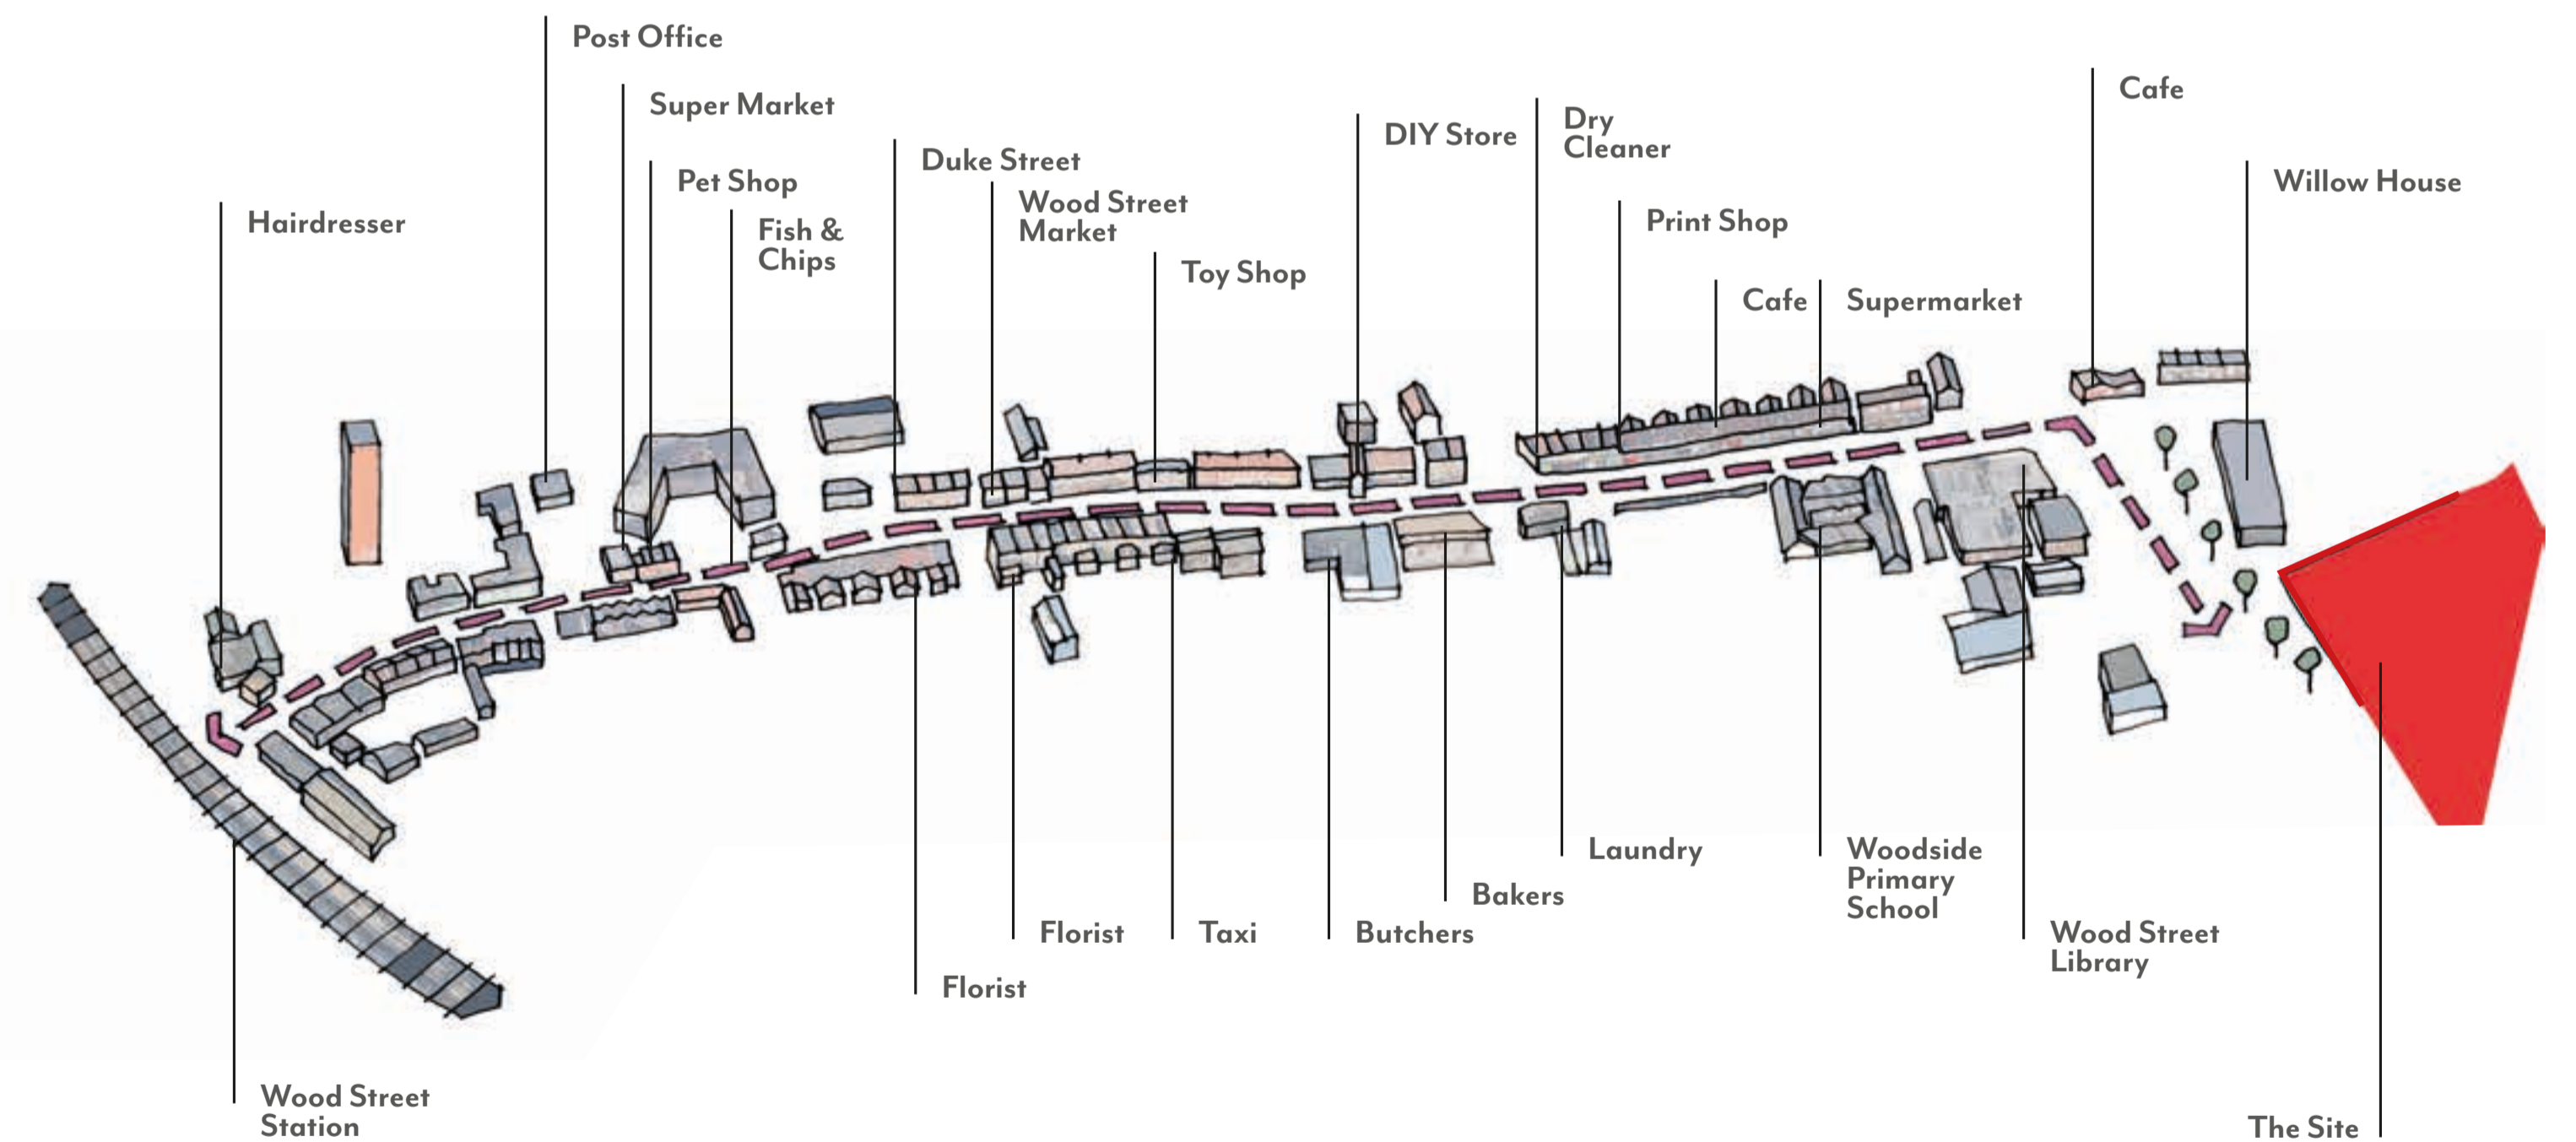 Post Office
Super Market
Pet Shop
Hairdresser
Fish &
Chips
Duke Street
Wood Street
Market
Toy Shop
DIY Store
Dry
Cleaner
Print Shop
Cafe
Supermarket
Cafe
Willow House
Wood Street
Station
Florist
Florist
Taxi
Butchers
Bakers
Laundry
Woodside
Primary
School
Wood Street
Library
The Site